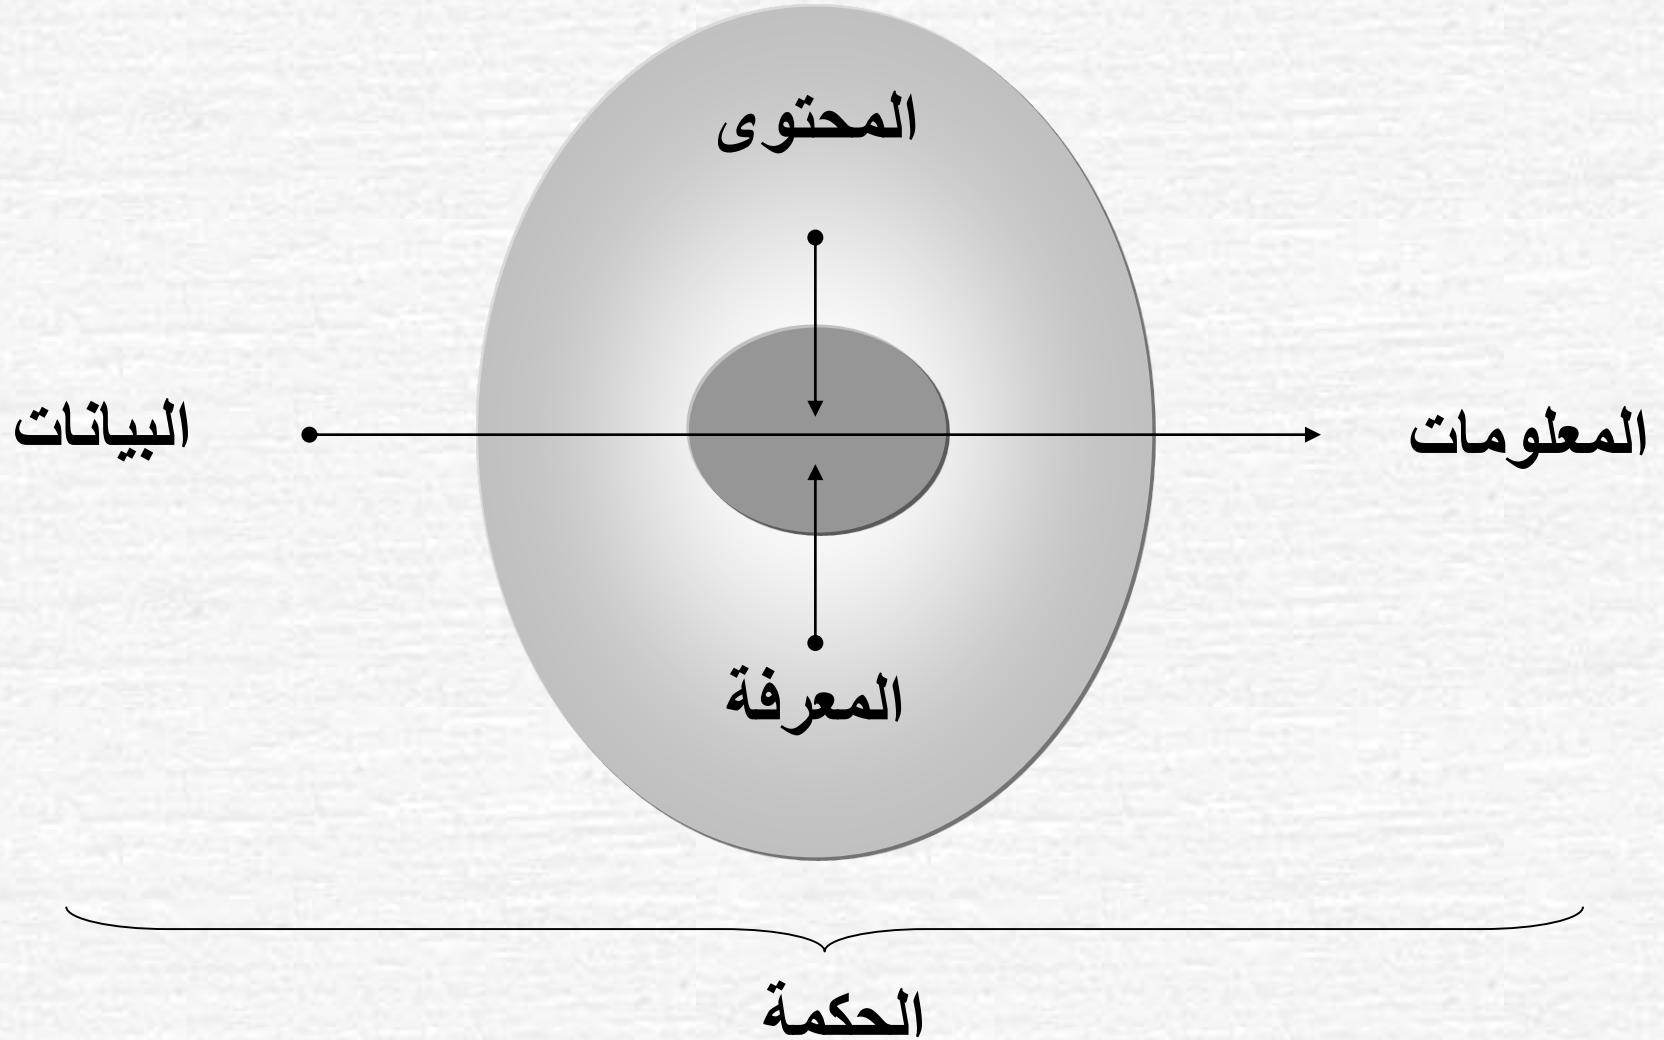 المحتوى
البيانات
المعلومات
المعرفة
الحكمة